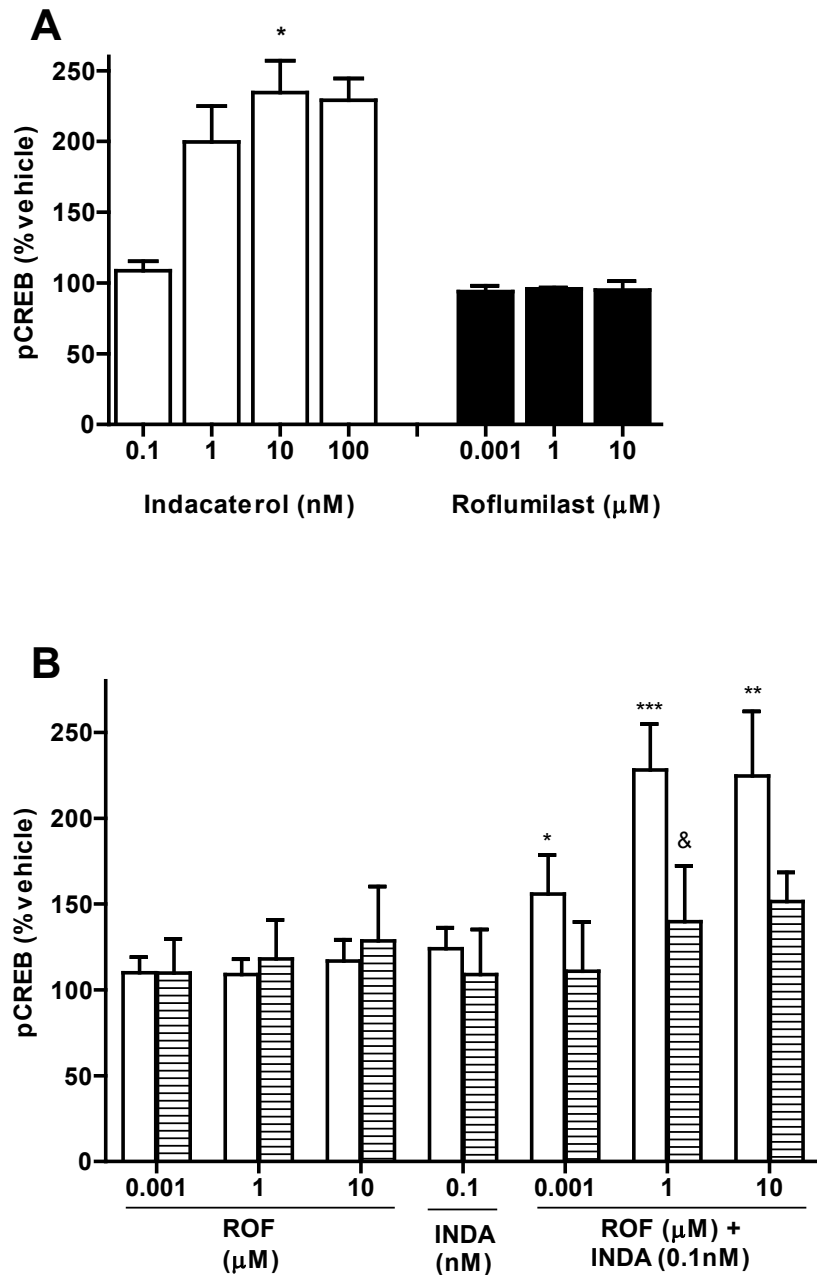 A
*
250
200
150
100
50
0
pCREB (% vehicle)
0.1 1 10 100 0.001 1 10
Indacaterol (nM) Roflumilast (μM)
B
*** **
250
200
* &
150
100
50
0
pCREB (% vehicle)
0.001 1 10 0.1 0.001 1 10
ROF INDA ROF (μM) +
(μM) (nM) INDA (0.1nM)